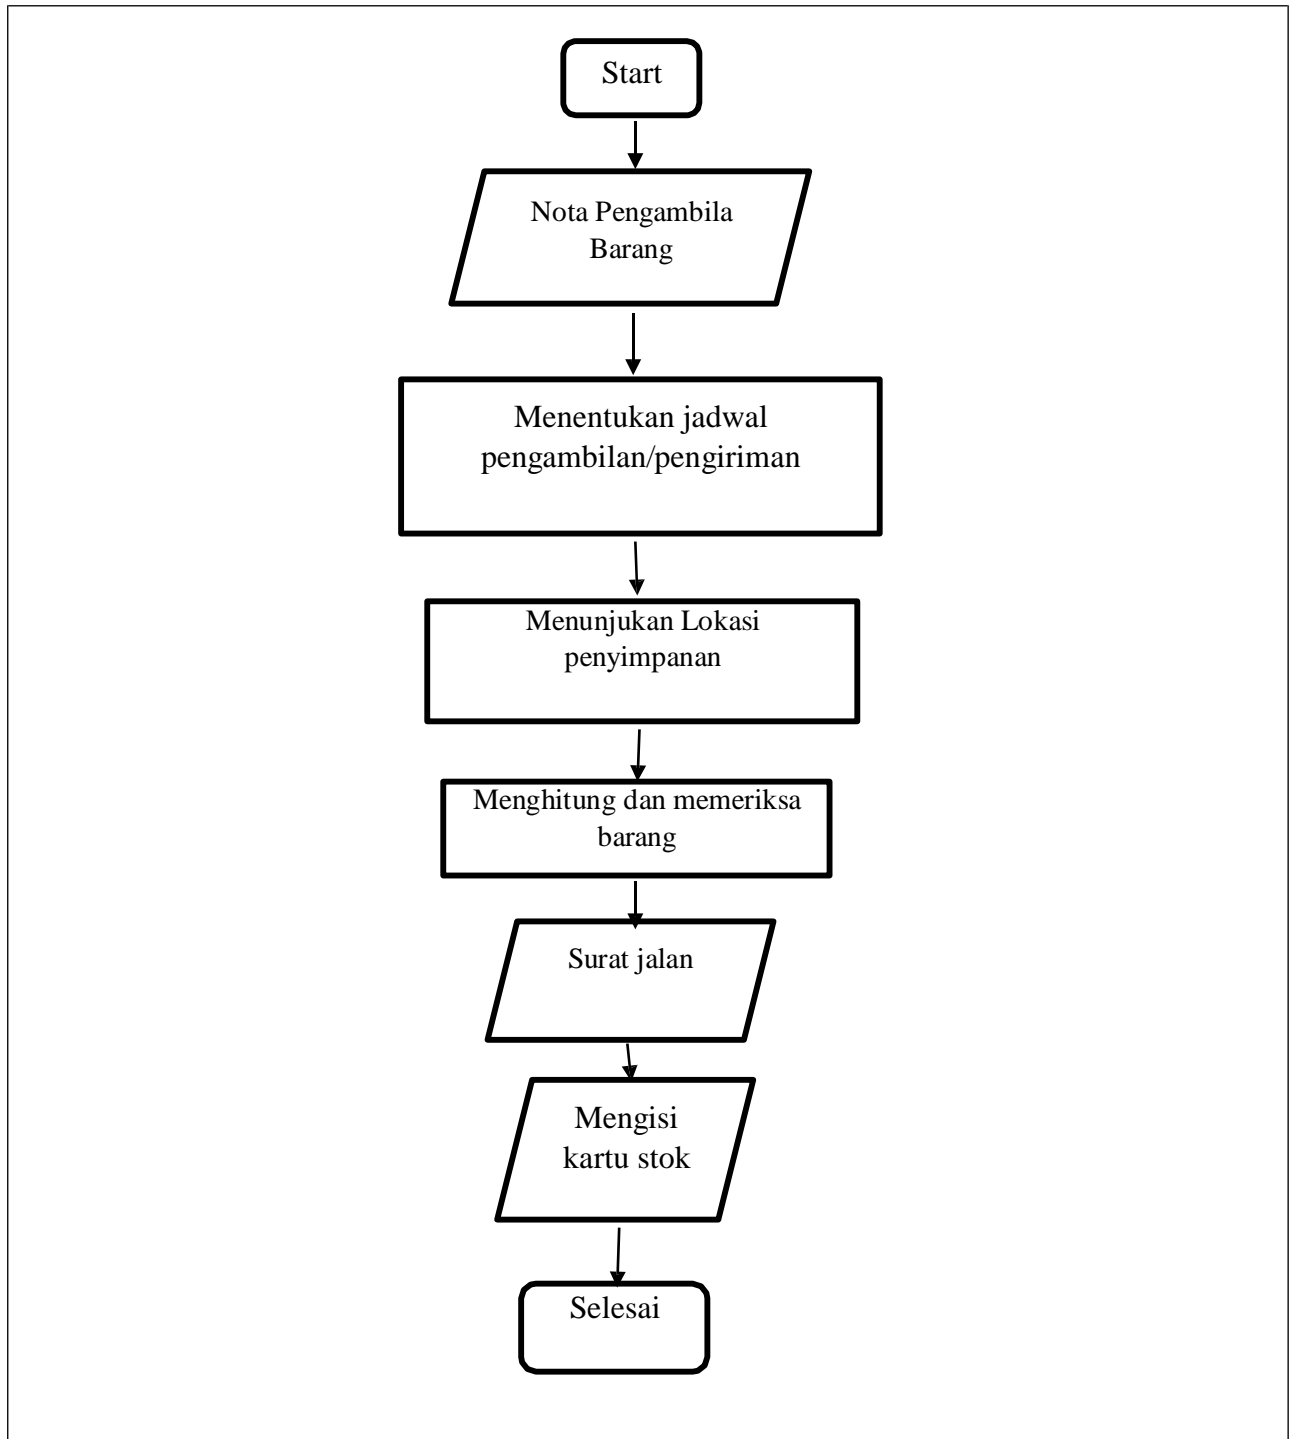 Start
Nota Pengambila
Barang
Menentukan jadwal
pengambilan/pengiriman
Menunjukan Lokasi
penyimpanan
Menghitung dan memeriksa
barang
Surat jalan
Mengisi
kartu stok
Selesai